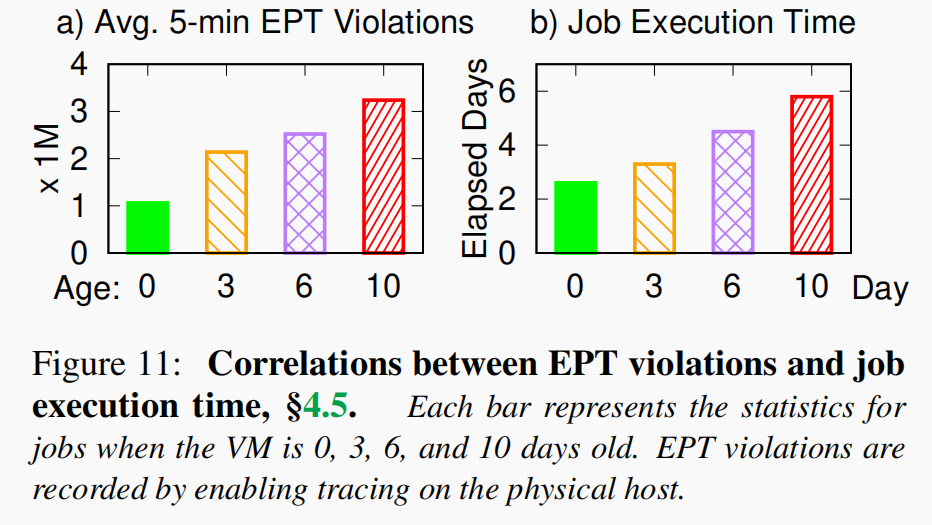 a) Avg. 5-min EPT Violations
4
3
2
1
0
x 1M
Age: 0 3 6 10
b) Job Execution Time
6
4
2
0
Elapsed Days
0 3 6 10 Day
Figure 11: Correlations between EPT violations and job
execution time, §4.5. Each bar represents the statistics for
jobs when the VM is 0, 3, 6, and 10 days old. EPT violations are
recorded by enabling tracing on the physical host.